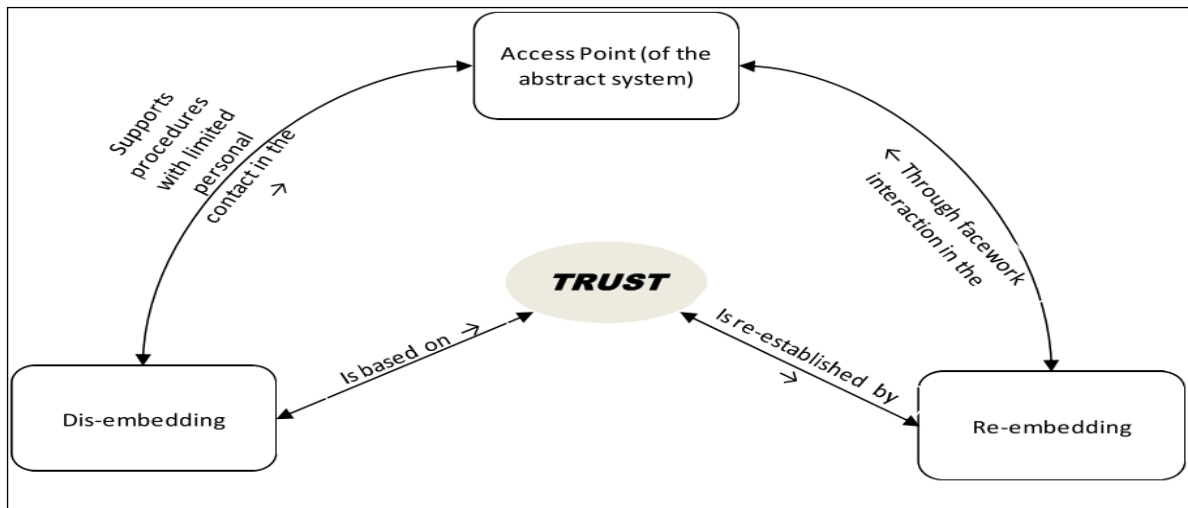 Access Point (of the
abstract system)
Supports
procedures
with limited
personal
contact in the
→
← Through facework
interaction in the
TRUST
Is based on →
Is re-established by
→
Dis-embedding
Re-embedding